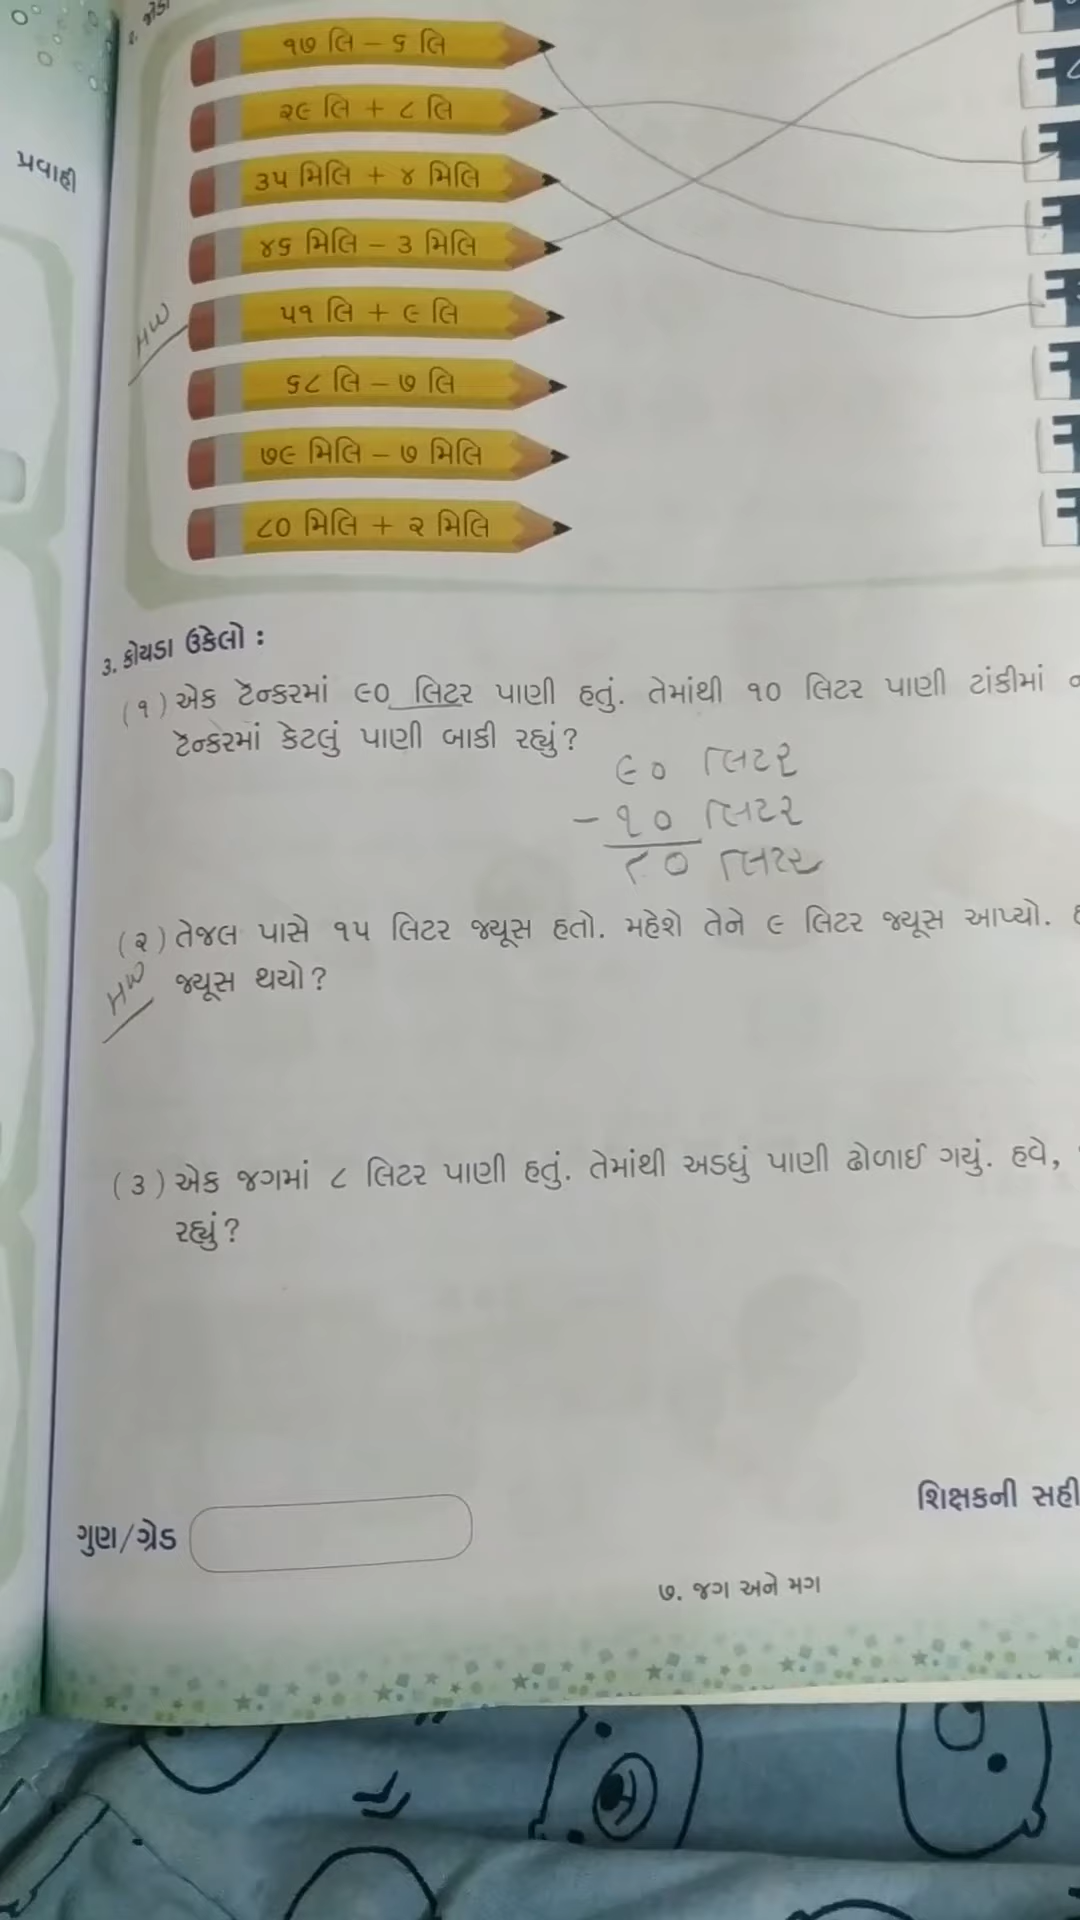 ૨. જોડો
૧૭ લિ – ૬ લિ
૨૯ લિ + ૮ લિ
૩૫ મિલિ + ૪ મિલિ
૪૬ મિલિ – ૩ મિલિ
HW
૫૧ લિ + ૯ લિ
૬૮ લિ – ૭ લિ
૭૯ મિલિ – ૭ મિલિ
૮૦ મિલિ + ૨ મિલિ
પ્રવાહી
૩. કોયડા ઉકેલો :
(૧) એક ટેન્કરમાં ૯૦ લિટર પાણી હતું. તેમાંથી ૧૦ લિટર પાણી ટાંકીમાં
ટેન્કરમાં કેટલું પાણી બાકી રહ્યું?
૯૦ લિટર
– ૧૦ લિટર
૮૦ લિટર
(૨) તેજલ પાસે ૧૫ લિટર જ્યૂસ હતો. મહેશે તેને ૯ લિટર જ્યૂસ આપ્યો.
HW જ્યૂસ થયો?
(૩) એક જગમાં ૮ લિટર પાણી હતું. તેમાંથી અડધું પાણી ઢોળાઈ ગયું. હવે,
રહ્યું?
શિક્ષકની સહી
ગુણ/ગ્રેડ
૭. જગ અને મગ